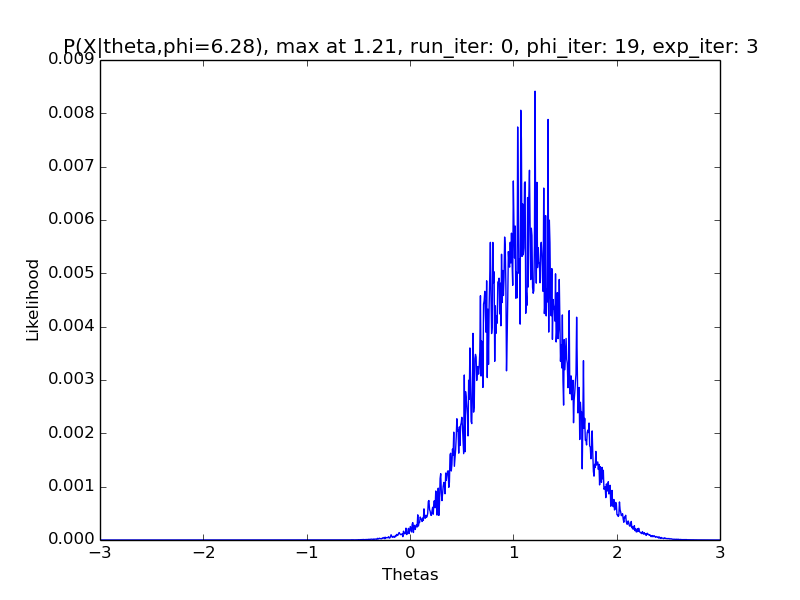 P(X|theta,phi=6.28), max at 1.21, run_iter: 0, phi_iter: 19, exp_iter: 3
0.009
0.008
0.007
0.006
0.005
0.004
0.003
0.002
0.001
0.000
Likelihood
−3 −2 −1 0 1 2 3
Thetas